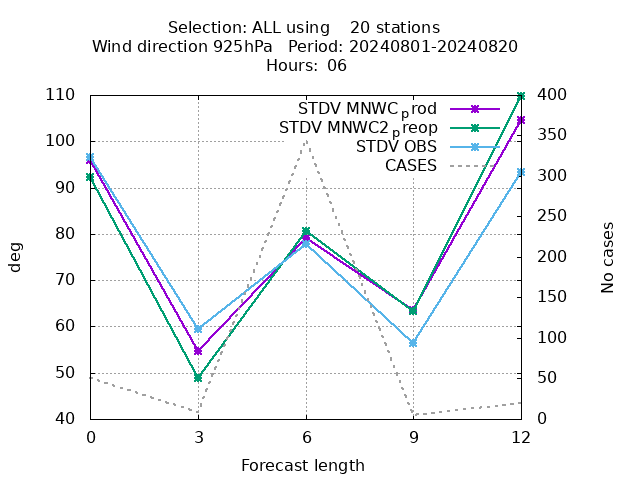 Selection: ALL using    20 stations
Wind direction 925hPa   Period: 20240801-20240820
Hours:  06
STDV MNWCprod
STDV MNWC2preop
STDV OBS
CASES
110
100
90
80
70
60
50
40
deg
400
350
300
250
200
150
100
50
0
No cases
0 3 6 9 12
Forecast length